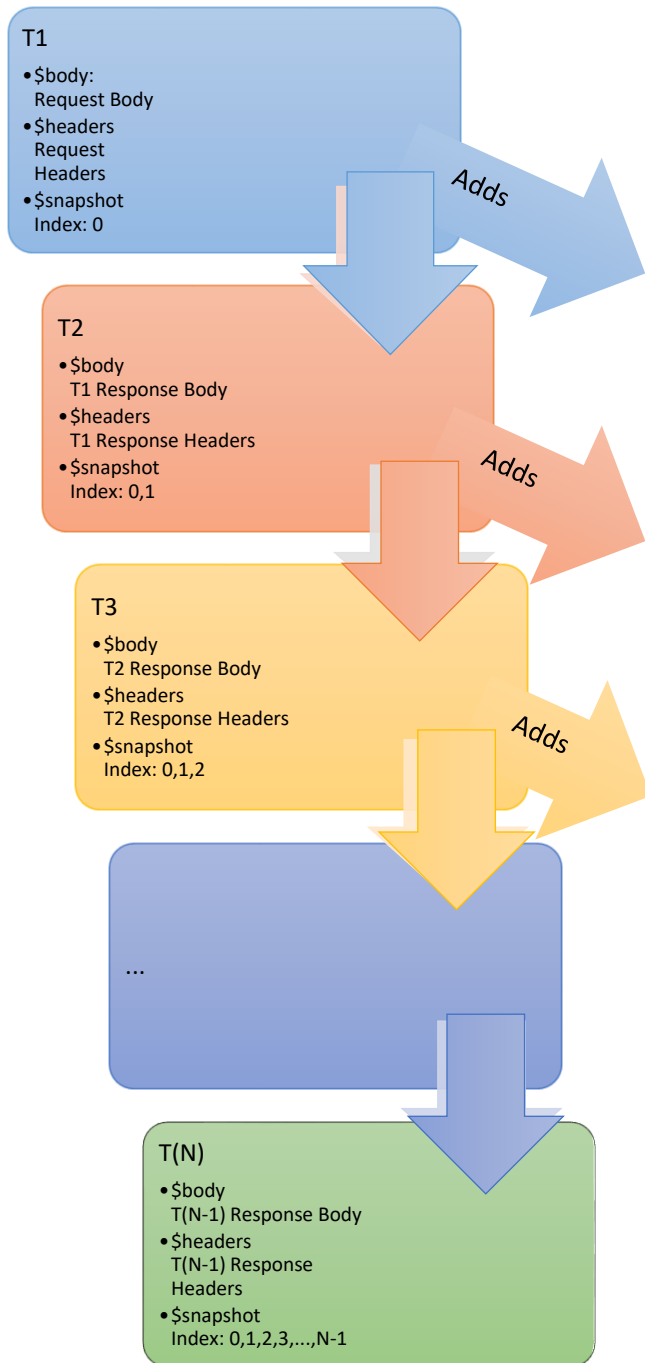 T1
•$body:
Request Body
•$headers
Request
Headers
•$snapshot
Index: 0
Adds
T2
•$body
T1 Response Body
•$headers
T1 Response Headers
•$snapshot
Index: 0,1
Adds
T3
•$body
T2 Response Body
•$headers
T2 Response Headers
•$snapshot
Index: 0,1,2
Adds
...
T(N)
•$body
T(N-1) Response Body
•$headers
T(N-1) Response
Headers
•$snapshot
Index: 0,1,2,3,...,N-1